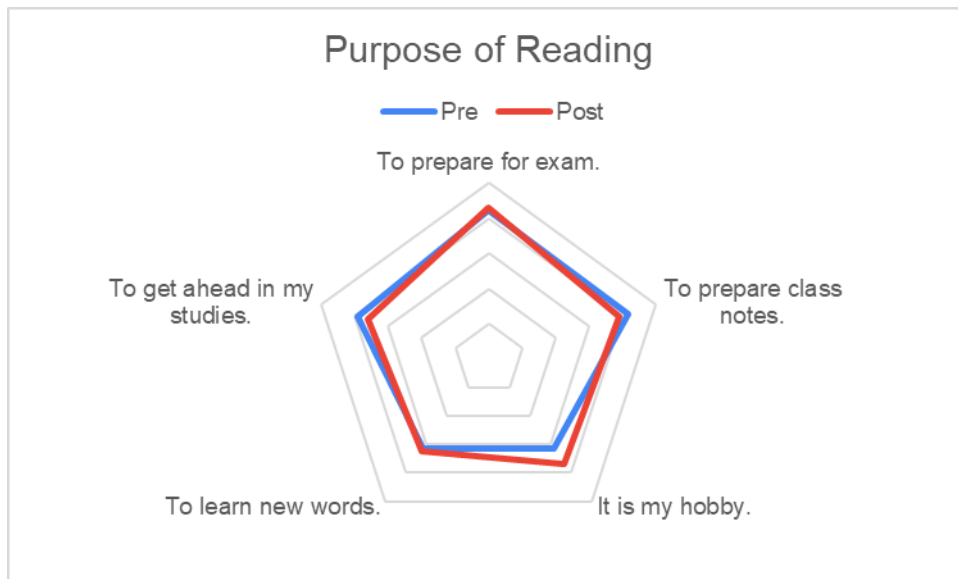 Purpose of Reading
Pre Post
To prepare for exam.
To get ahead in my
studies.
To prepare class
notes.
To learn new words.
It is my hobby.